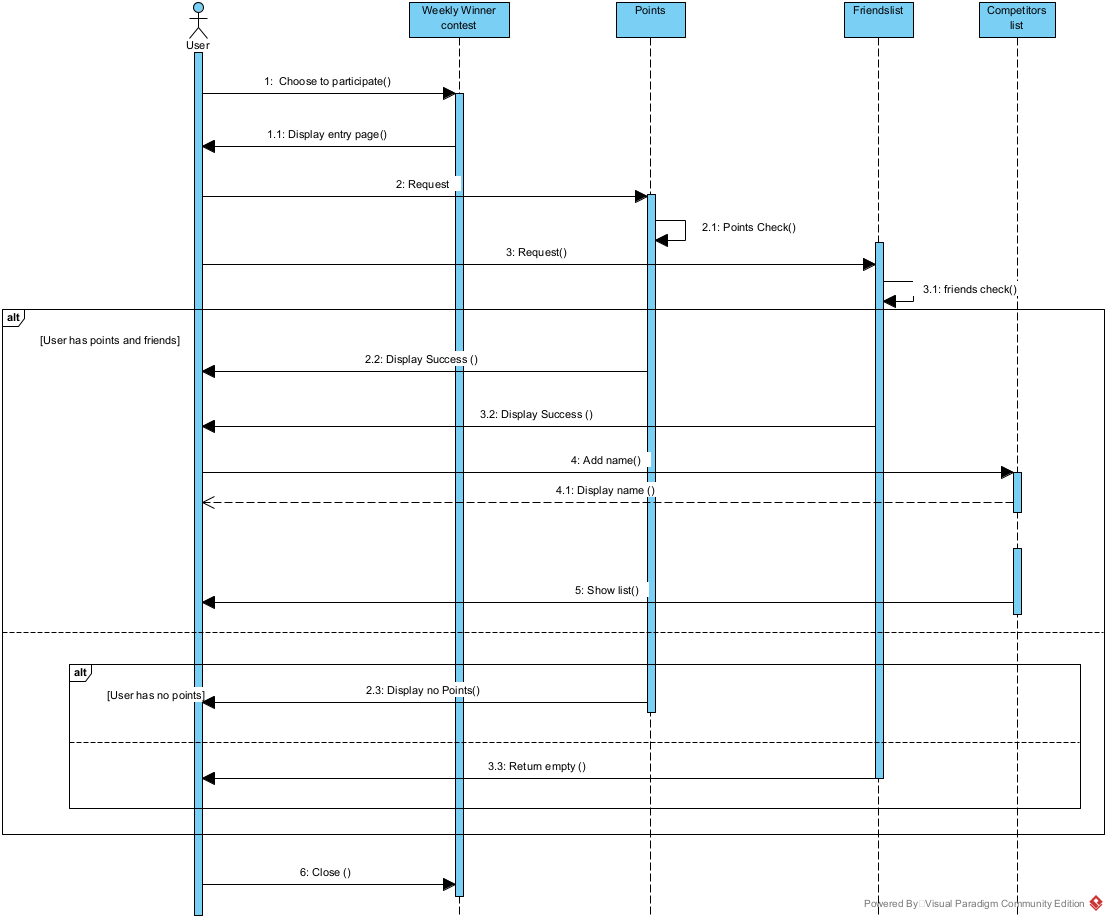 Weekly Winner
contest
Points
Friendslist
Competitors
list
User
1:  Choose to participate()
1.1: Display entry page()
2: Request
2.1: Points Check()
3: Request()
3.1: friends check()
alt
[User has points and friends]
2.2: Display Success ()
3.2: Display Success ()
4: Add name()
4.1: Display name ()
5: Show list()
alt
[User has no points]
2.3: Display no Points()
3.3: Return empty ()
6: Close ()
Powered By Visual Paradigm Community Edition